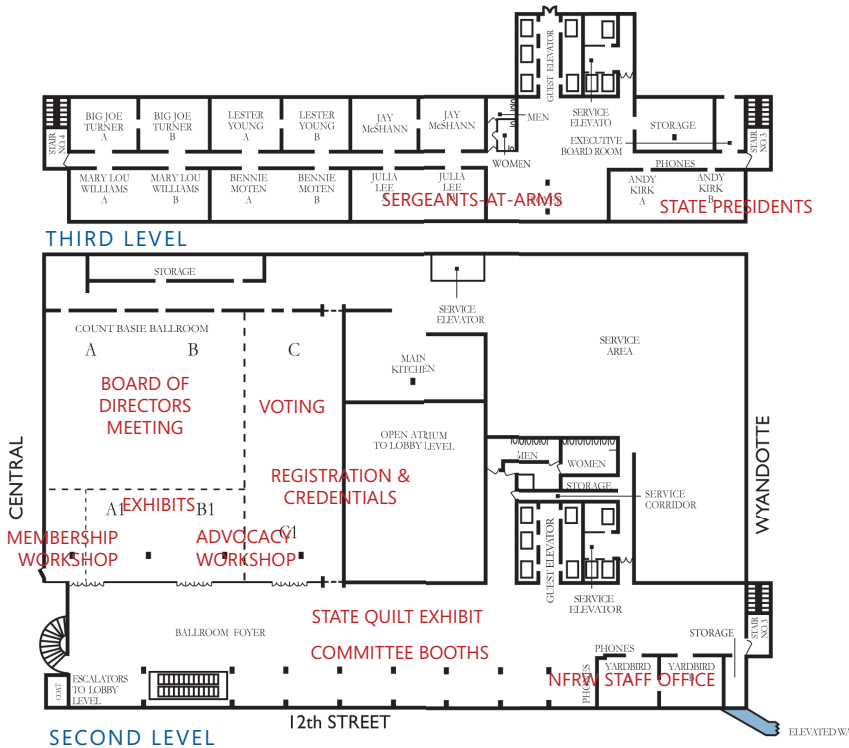 GUEST ELEVATOR
BIG JOE
TURNER
A
BIG JOE
TURNER
B
LESTER
YOUNG
A
LESTER
YOUNG
B
JAY
McSHANN
JAY
McSHANN
MEN
SERVICE
ELEVATO
STORAGE
EXECUTIVE
BOARD ROOM
STAIR
NO. 4
STAIR
NO. 3
WOMEN
PHONES
MARY LOU
WILLIAMS
A
MARY LOU
WILLIAMS
B
BENNIE
MOTEN
A
BENNIE
MOTEN
B
JULIA
LEE
JULIA
LEE
ANDY
KIRK
A
ANDY
KIRK
B
SERGEANTS-AT-ARMS
STATE PRESIDENTS
THIRD LEVEL
STORAGE
COUNT BASIE BALLROOM
A
B
C
SERVICE
ELEVATOR
SERVICE
AREA
MAIN
KITCHEN
BOARD OF
DIRECTORS
MEETING
VOTING
OPEN ATRIUM
TO LOBBY LEVEL
CENTRAL
WYANDOTTE
MEN
WOMEN
STORAGE
SERVICE
CORRIDOR
REGISTRATION &
CREDENTIALS
EXHIBITS
A1
B1
C1
MEMBERSHIP
WORKSHOP
ADVOCACY
WORKSHOP
GUEST ELEVATOR
SERVICE
ELEVATOR
STATE QUILT EXHIBIT
BALLROOM FOYER
COMMITTEE BOOTHS
STORAGE
STAIR
NO. 3
PHONES
PHONES
YARDBIRD
YARDBIRD
NFRW STAFF OFFICE
COAT
ESCALATORS
TO LOBBY
LEVEL
12th STREET
SECOND LEVEL
ELEVATED WA